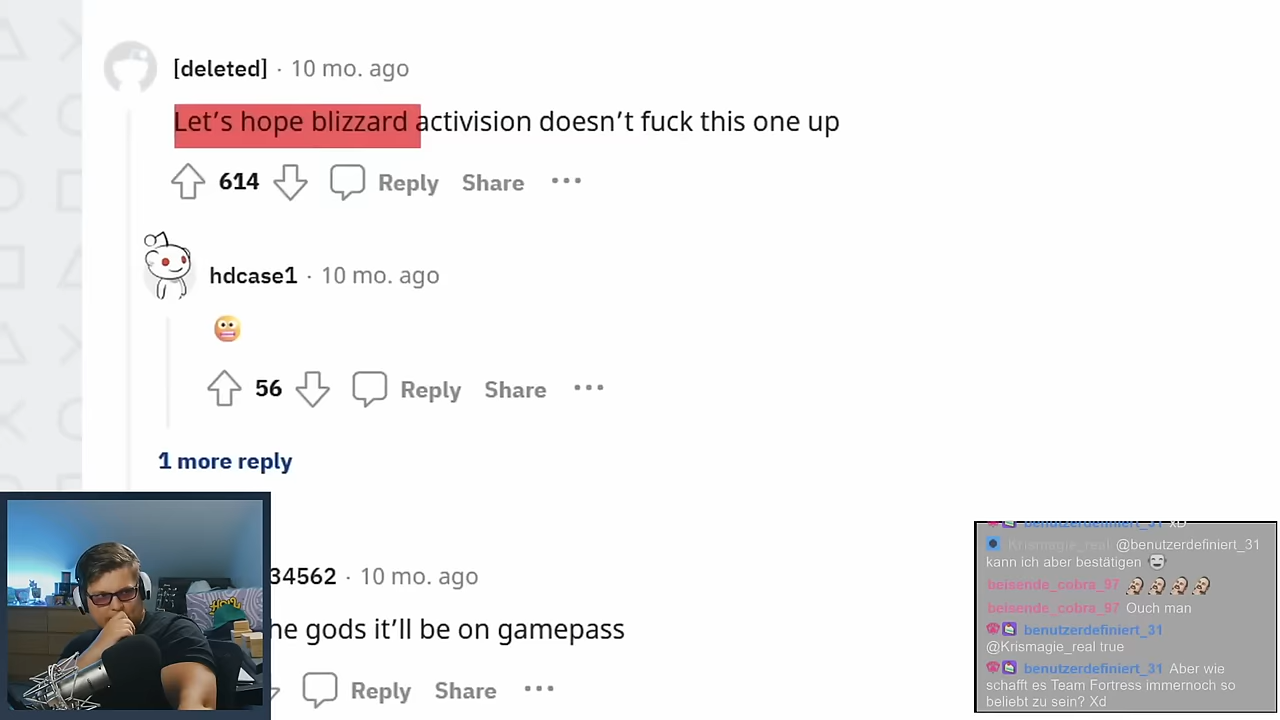 [deleted] · 10 mo. ago
Let's hope blizzard activision doesn't fuck this one up
614 Reply Share ···
hdcase1 · 10 mo. ago
😬
56 Reply Share ···
1 more reply
34562 · 10 mo. ago
he gods it'll be on gamepass
Reply Share ···
benutzerdefiniert_31 xD
Krismagie_real @benutzerdefiniert_31
kann ich aber bestätigen
beisende_cobra_97
beisende_cobra_97 Ouch man
benutzerdefiniert_31
@Krismagie_real true
benutzerdefiniert_31 Aber wie
schafft es Team Fortress immernoch so
beliebt zu sein? Xd